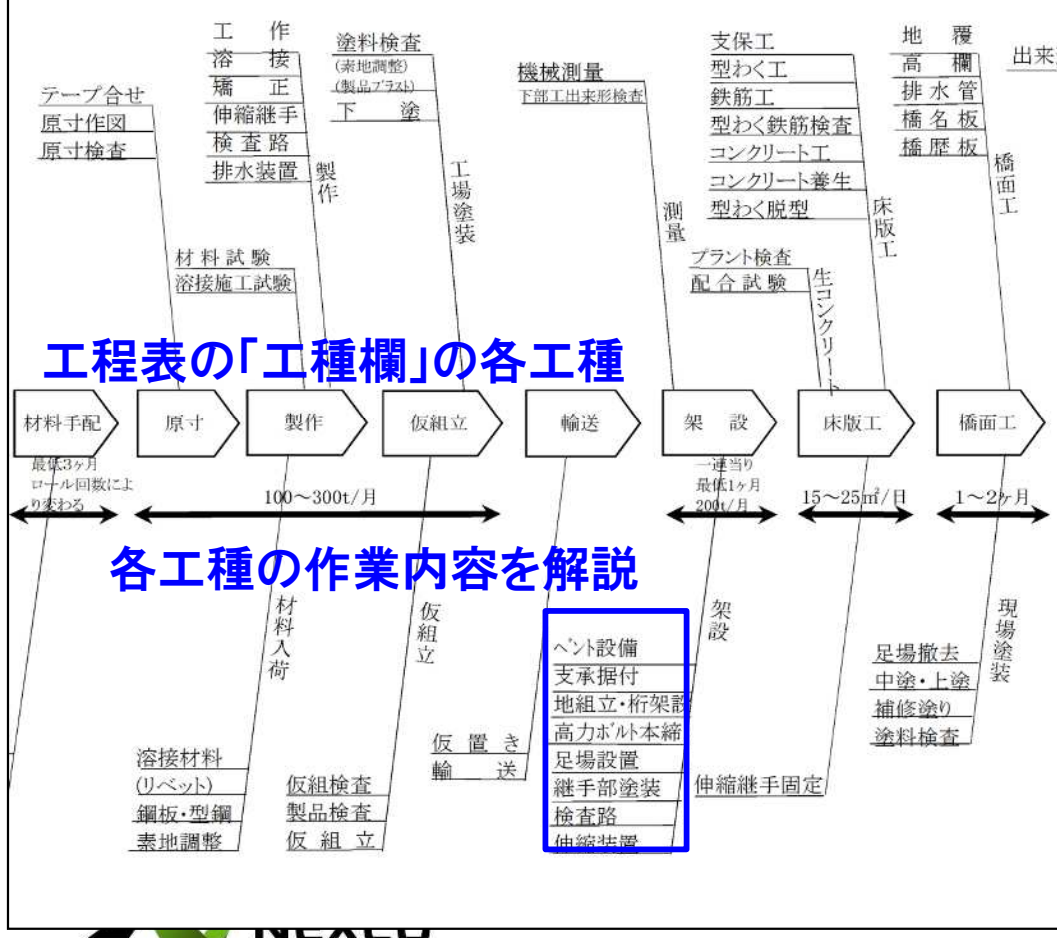 テープ合せ
原寸作図
原寸検査
工 作
溶 接
矯 正
伸縮継手
検査路
排水装置
製作
材料試験
溶接施工試験
塗料検査
(素地調整)
(製品ブラスト)
下 塗
工場塗装
機械測量
下部工出来形検査
測量
支保工
型わく工
鉄筋工
型わく鉄筋検査
コンクリート工
コンクリート養生
型わく脱型
床版工
プラント検査
配合試験
生コンクリート
地 覆
高 欄
排水管
橋名板
橋歴板
橋面工
出来
工程表の「工種欄」の各工種
材料手配
原寸
製作
仮組立
輸送
架 設
床版工
橋面工
最低3ヶ月
ロール回数によ
り変わる
100～300t/月
一連当り
最低1ヶ月
200t/月
15～25㎡/日
1～2ヶ月
各工種の作業内容を解説
材料入荷
溶接材料
(リベット)
鋼板・型鋼
素地調整
仮組立
仮組検査
製品検査
仮組立
仮置き
輸 送
架設
ベント設備
支承据付
地組立・桁架設
高力ボルト本締
足場設置
継手部塗装
検査路
伸縮装置
伸縮継手固定
現場塗装
足場撤去
中塗・上塗
補修塗り
塗料検査
NEXCO